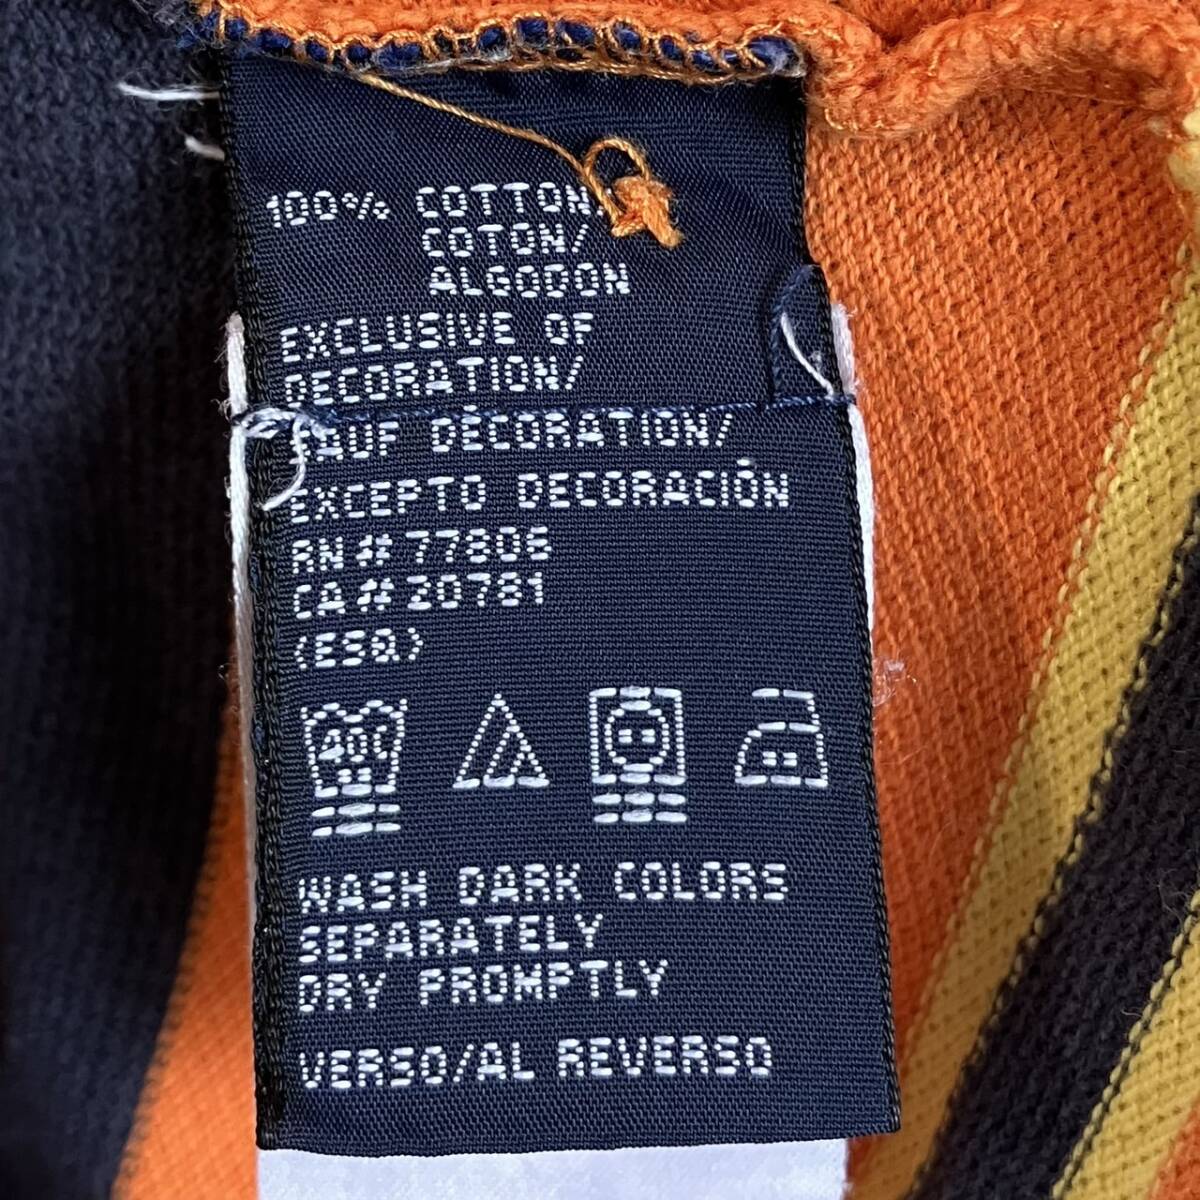 100% COTTON/
COTON/
ALGODON
EXCLUSIVE OF
DECORATION/
SAUF DÉCORATION/
EXCEPTO DECORACIÓN
RN # 77806
CA # 20781
(ESQ)
40C
WASH DARK COLORS
SEPARATELY
DRY PROMPTLY
VERSO/AL REVERSO